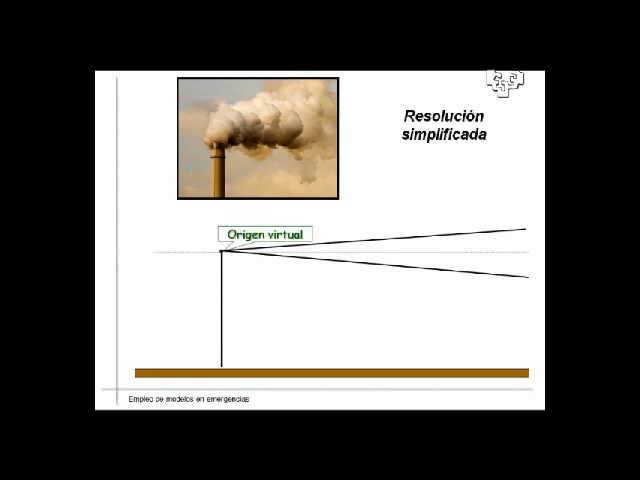 Resolución
simplificada
Origen virtual
Empleo de modelos en emergencias